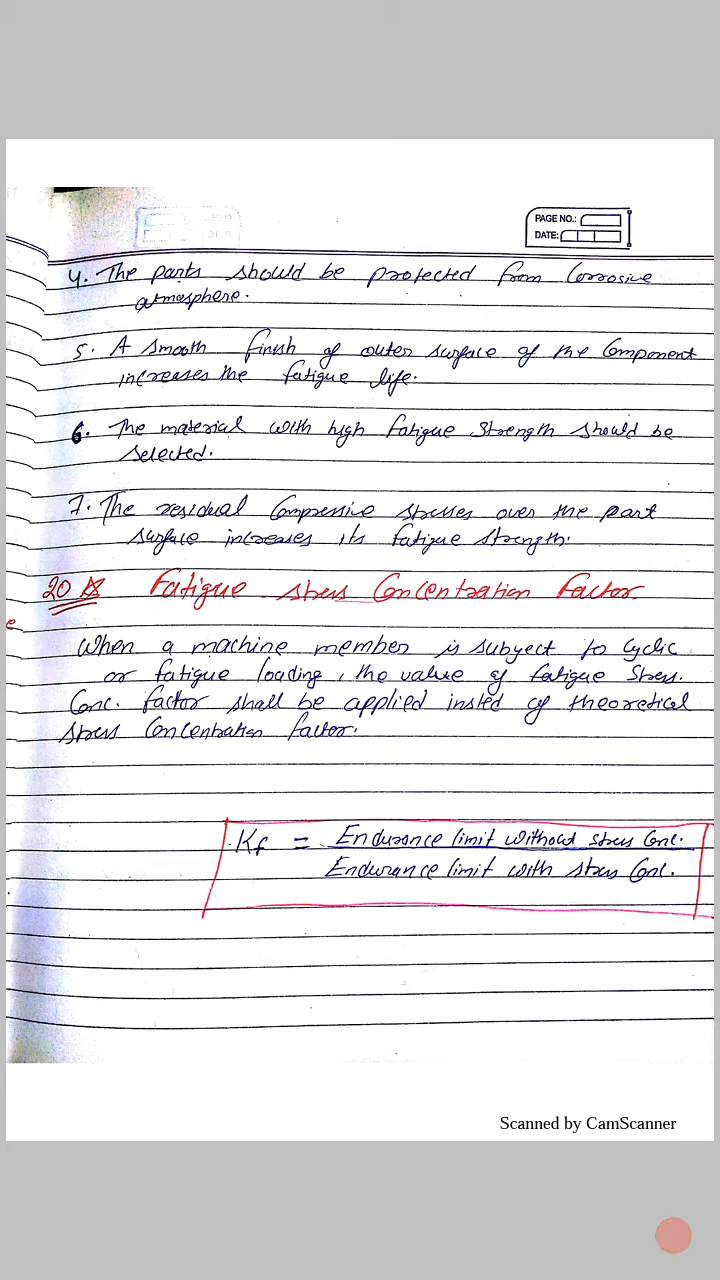 PAGE NO.:
DATE:
4. The parts should be protected from Corrosive
atmosphere.
5. A smooth finish of outer surface of the Component
increases the fatigue life.
6. The material with high fatigue strength should be
selected.
7. The residual Compressive stresses over the part
surface increases its fatigue strength.
20 ☆ Fatigue stress Concentration Factor
e
When a machine member is subject to Cyclic
or fatigue loading, the value of fatigue stress.
Conc. factor shall be applied insted of theoretical
stress Concentration factor.
Kf = Endurance limit without stress Conc.
Endurance limit with stress Conc.
Scanned by CamScanner